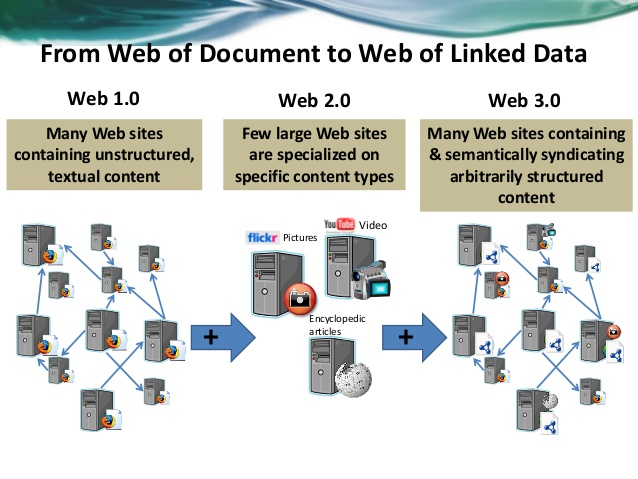 From Web of Document to Web of Linked Data
Web 1.0
Many Web sites
containing unstructured,
textual content
Web 2.0
Few large Web sites
are specialized on
specific content types
Web 3.0
Many Web sites containing
& semantically syndicating
arbitrarily structured
content
flickr
Pictures
YouTube
Video
Encyclopedic
articles
+
+